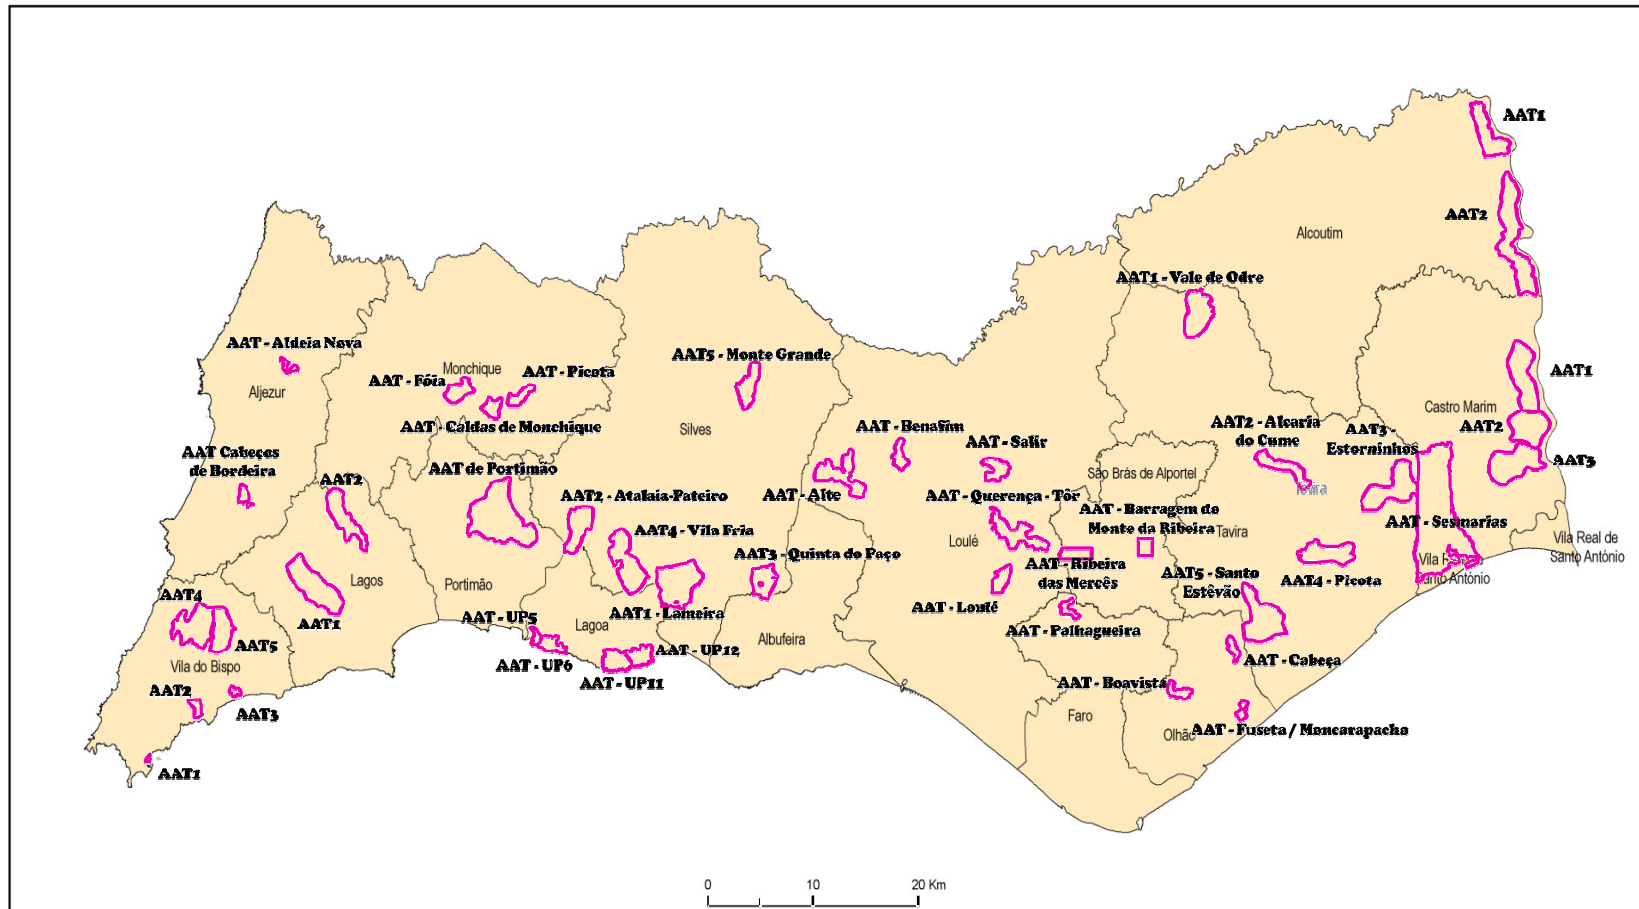 AAT1
AAT2
Alcoutim
AAT1 - Vale de Odre
AAT - Aldeia Nova
Aljezur
Monchique
AAT - Fóia
AAT - Picota
AAT - Caldas de Monchique
AAT5 - Monte Grande
Silves
AAT1
Castro Marim
AAT2
AAT3
AAT2 - Alcaria
do Cume
AAT3 -
Estorninhos
AAT - Benafim
AAT - Salir
São Brás de Alportel
AAT Cabeços
de Bordeira
AAT2
AAT de Portimão
AAT2 - Atalaia-Pateiro
AAT - Alte
AAT - Querença - Tôr
AAT - Barragem do
Monte da Ribeira
Tavira
AAT - Sesmarias
AAT4 - Vila Fria
AAT3 - Quinta do Paço
Loulé
AAT - Ribeira
das Mercês
AAT5 - Santo
Estêvão
AAT4 - Picota
Vila Real de
Santo António
Vila
Santo António
Lagos
Portimão
AAT4
AAT1
AAT5
Vila do Bispo
AAT2
AAT3
AAT1
AAT - UP5
AAT - UP6
Lagoa
AAT1 - Lameira
AAT - UP12
AAT - UP11
Albufeira
AAT - Loulé
AAT - Palhagueira
AAT - Cabeça
AAT - Boavista
Faro
Olhão
AAT - Fuseta / Moncarapacho
0 10 20 Km